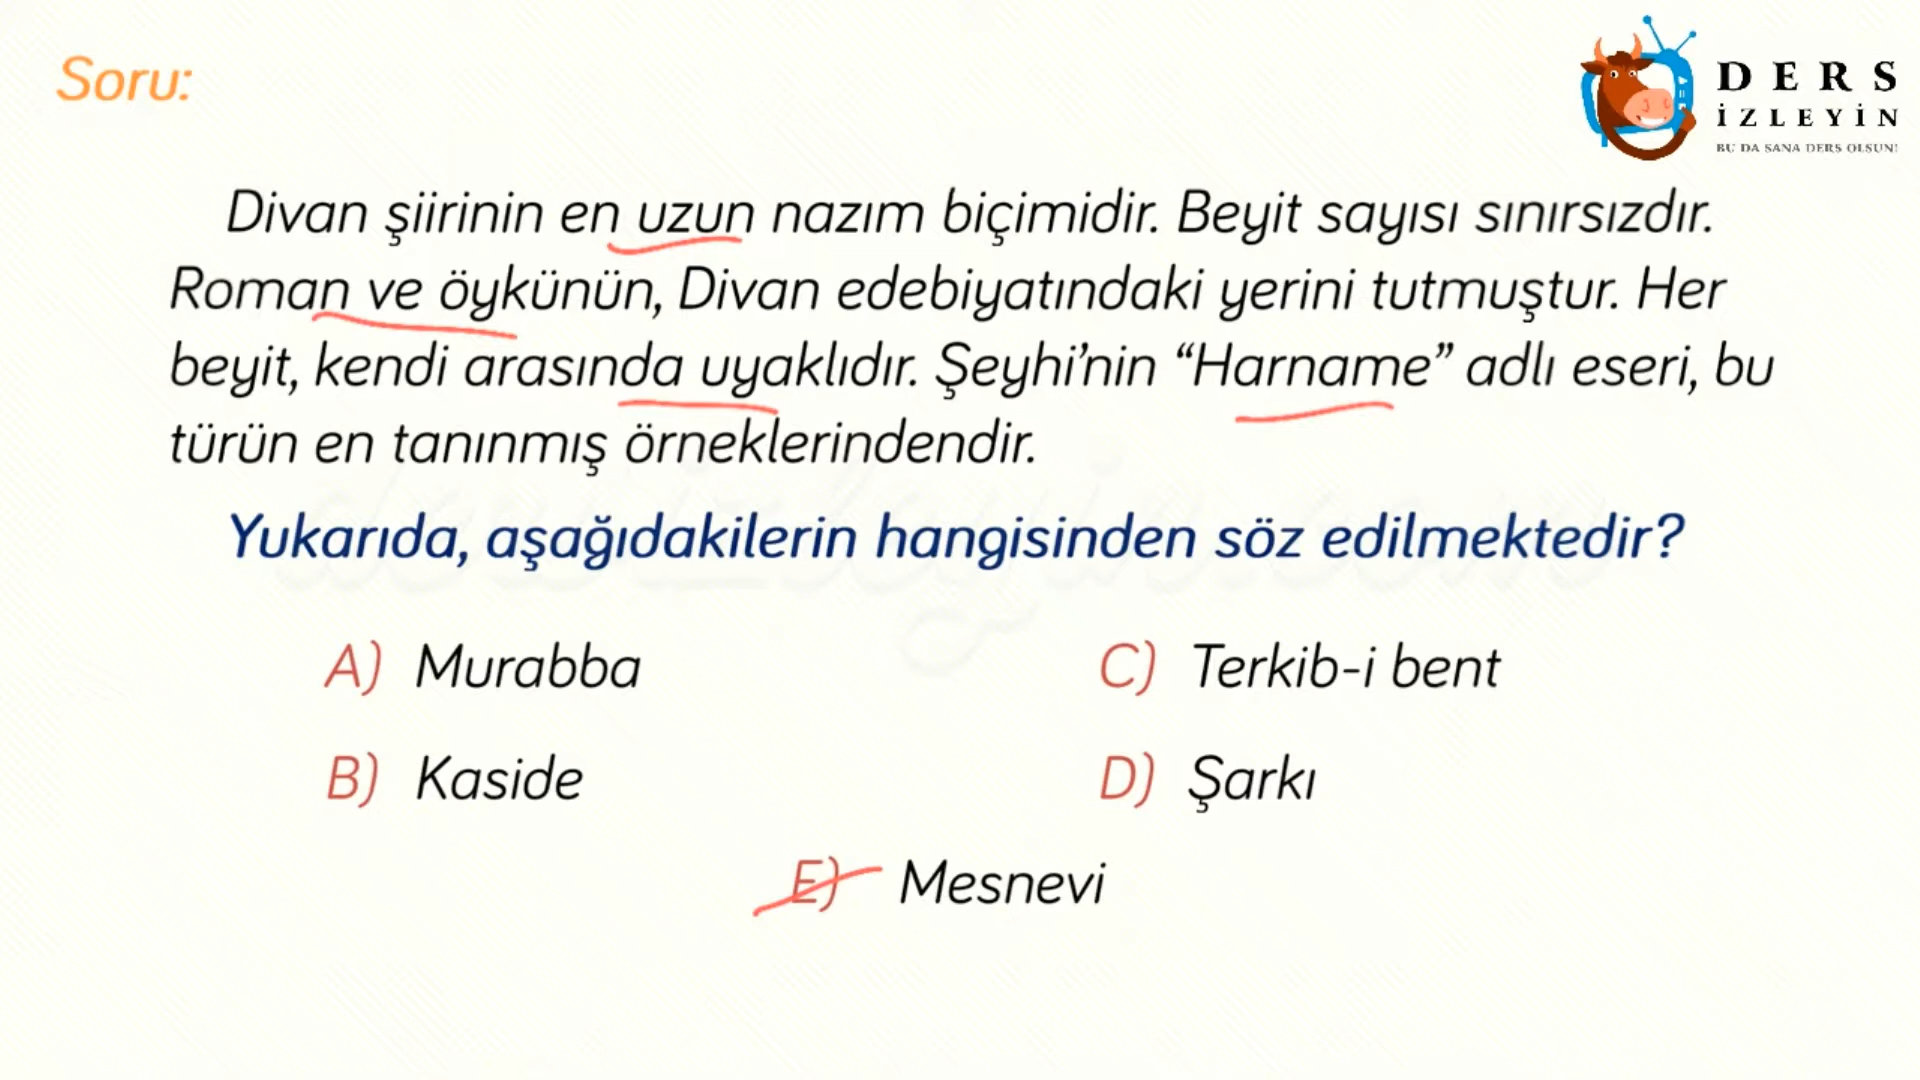 Soru:
DERS
İZLEYİN
BU DA SANA DERS OLSUN!
Divan şiirinin en uzun nazım biçimidir. Beyit sayısı sınırsızdır.
Roman ve öykünün, Divan edebiyatındaki yerini tutmuştur. Her
beyit, kendi arasında uyaklıdır. Şeyhi’nin “Harname” adlı eseri, bu
türün en tanınmış örneklerindendir.
Yukarıda, aşağıdakilerin hangisinden söz edilmektedir?
A) Murabba
B) Kaside
C) Terkib-i bent
D) Şarkı
E) Mesnevi
dersizleyin.com